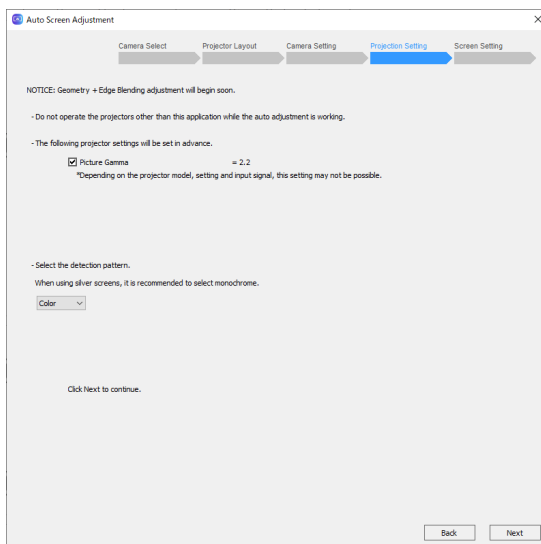 Auto Screen Adjustment
Camera Select Projector Layout Camera Setting Projection Setting Screen Setting
NOTICE: Geometry + Edge Blending adjustment will begin soon.
- Do not operate the projectors other than this application while the auto adjustment is working.
- The following projector settings will be set in advance.
Picture Gamma = 2.2
*Depending on the projector model, setting and input signal, this setting may not be possible.
- Select the detection pattern.
When using silver screens, it is recommended to select monochrome.
Color
Click Next to continue.
Back Next